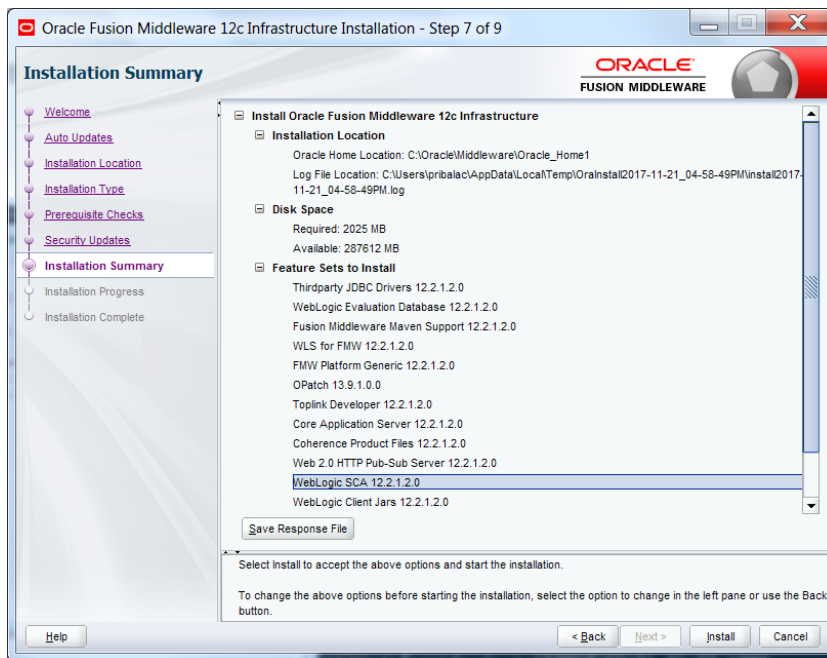 Oracle Fusion Middleware 12c Infrastructure Installation - Step 7 of 9
Installation Summary
ORACLE
FUSION MIDDLEWARE
Welcome
Auto Updates
Installation Location
Installation Type
Prerequisite Checks
Security Updates
Installation Summary
Installation Progress
Installation Complete
Install Oracle Fusion Middleware 12c Infrastructure
Installation Location
Oracle Home Location: C:\Oracle\Middleware\Oracle_Home1
Log File Location: C:\Users\pribalac\AppData\Local\Temp\OraInstall2017-11-21_04-58-49PM\install2017-
11-21_04-58-49PM.log
Disk Space
Required: 2025 MB
Available: 287612 MB
Feature Sets to Install
Thirdparty JDBC Drivers 12.2.1.2.0
WebLogic Evaluation Database 12.2.1.2.0
Fusion Middleware Maven Support 12.2.1.2.0
WLS for FMW 12.2.1.2.0
FMW Platform Generic 12.2.1.2.0
OPatch 13.9.1.0.0
Toplink Developer 12.2.1.2.0
Core Application Server 12.2.1.2.0
Coherence Product Files 12.2.1.2.0
Web 2.0 HTTP Pub-Sub Server 12.2.1.2.0
WebLogic SCA 12.2.1.2.0
WebLogic Client Jars 12.2.1.2.0
Save Response File
Select Install to accept the above options and start the installation.
To change the above options before starting the installation, select the option to change in the left pane or use the Back
button.
Help
< Back
Next >
Install
Cancel